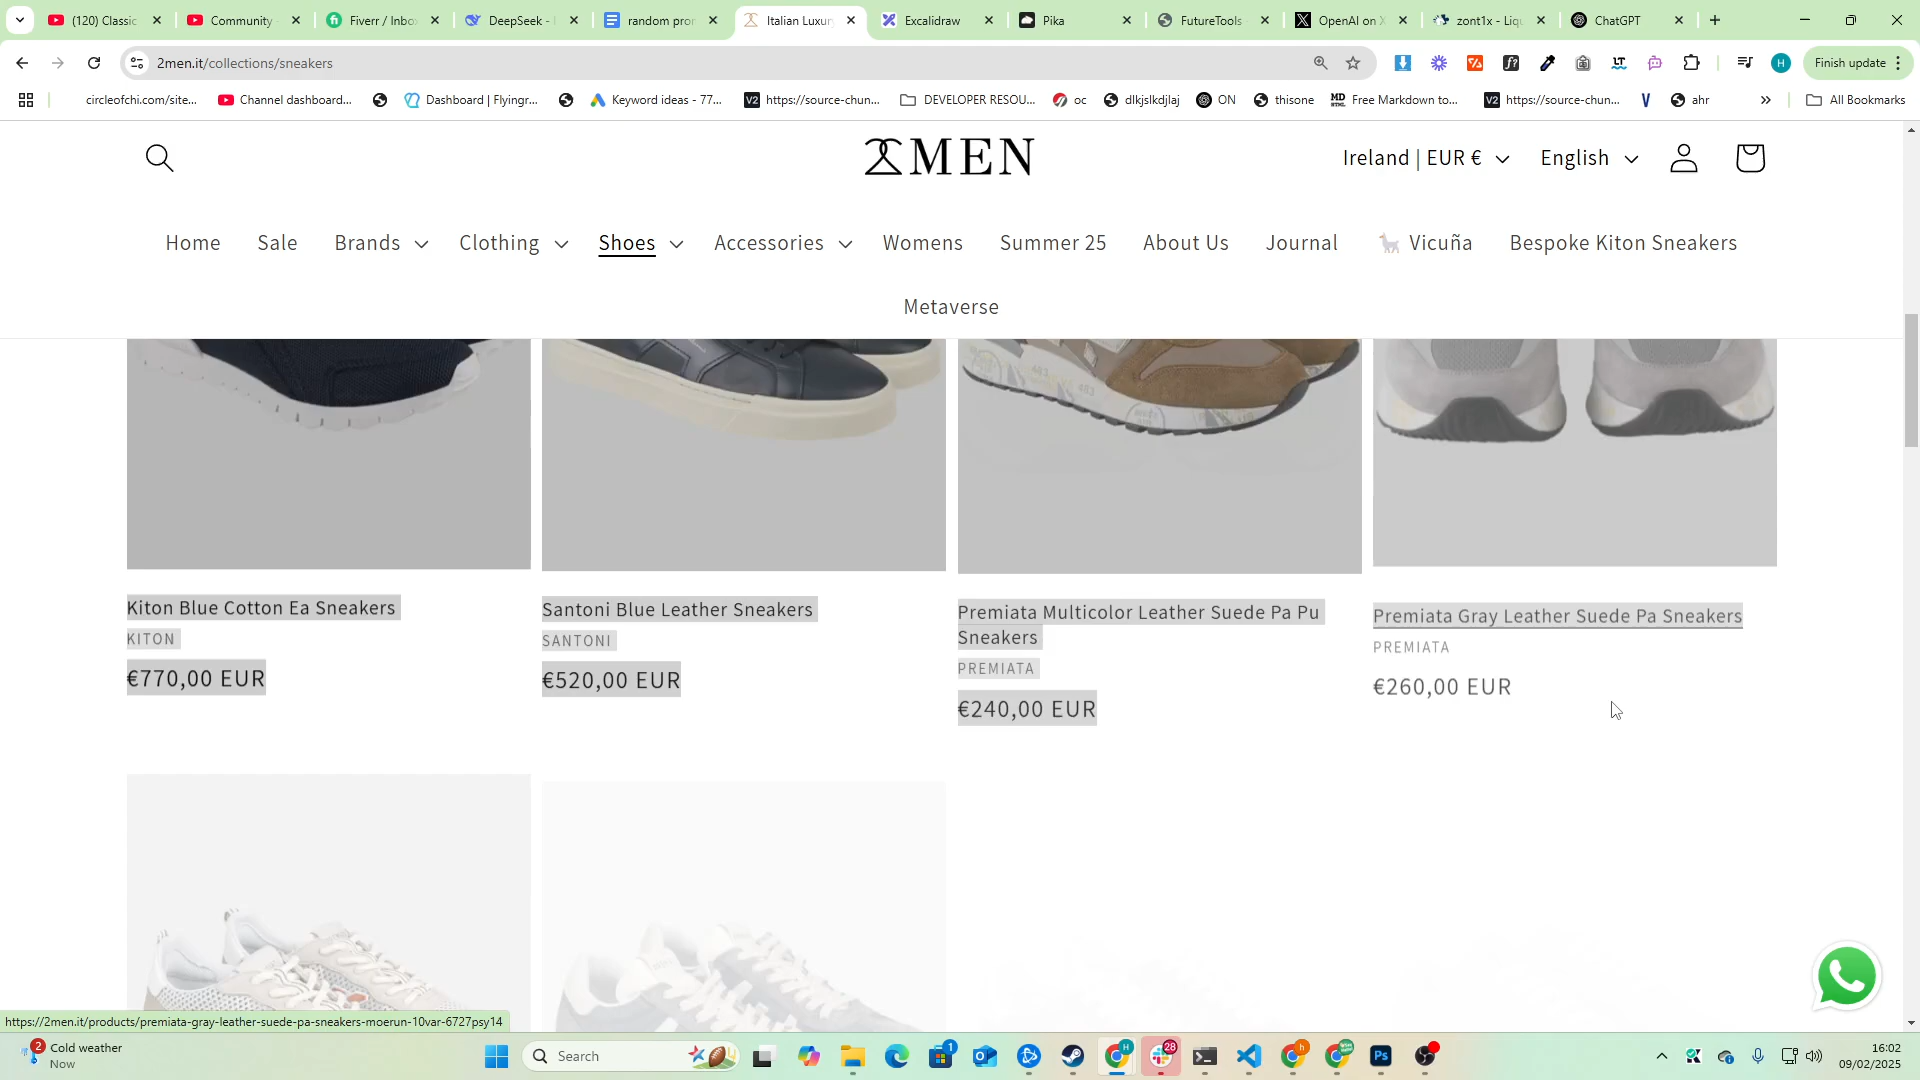 (120) Classic
Community
Fiverr / Inbo
DeepSeek - I
random pror
Italian Luxur
Excalidraw
Pika
FutureTools
OpenAI on X
zont1x - Liqu
ChatGPT
2men.it/collections/sneakers
Finish update
circleofchi.com/site...
Channel dashboard...
Dashboard | Flyingr...
Keyword ideas - 77...
https://source-chun...
DEVELOPER RESOU...
oc
dlkjslkdjlaj
ON
thisone
Free Markdown to...
https://source-chun...
ahr
All Bookmarks
2MEN
Ireland | EUR €
English
Home
Sale
Brands
Clothing
Shoes
Accessories
Womens
Summer 25
About Us
Journal
🦙 Vicuña
Bespoke Kiton Sneakers
Metaverse
Kiton Blue Cotton Ea Sneakers
KITON
€770,00 EUR
Santoni Blue Leather Sneakers
SANTONI
€520,00 EUR
Premiata Multicolor Leather Suede Pa Pu
Sneakers
PREMIATA
€240,00 EUR
Premiata Gray Leather Suede Pa Sneakers
PREMIATA
€260,00 EUR
https://2men.it/products/premiata-gray-leather-suede-pa-sneakers-moerun-10var-6727psy14
2
Cold weather
Now
Search
1
28
16:02
09/02/2025